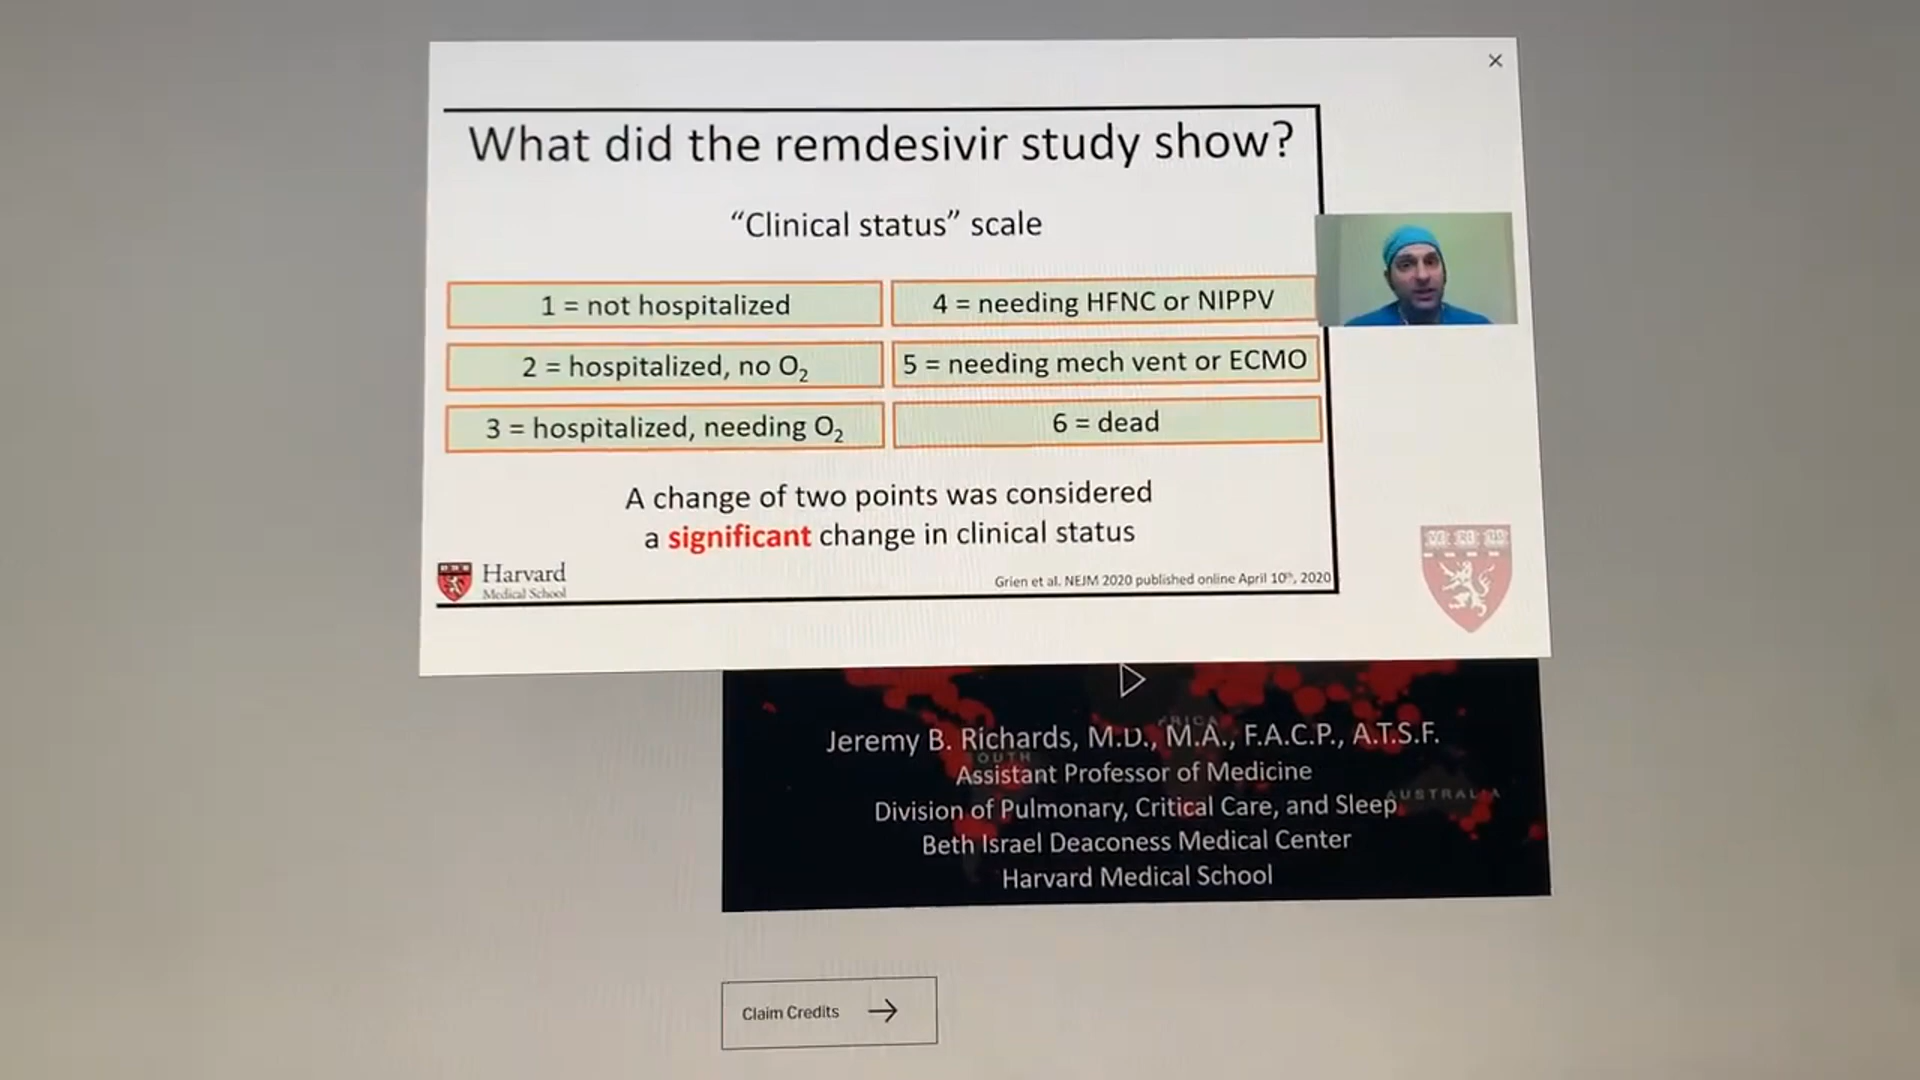 What did the remdesivir study show?
“Clinical status” scale
1 = not hospitalized
4 = needing HFNC or NIPPV
2 = hospitalized, no O₂
5 = needing mech vent or ECMO
3 = hospitalized, needing O₂
6 = dead
A change of two points was considered
a significant change in clinical status
Harvard
Medical School
Grien et al. NEJM 2020 published online April 10th, 2020
Jeremy B. Richards, M.D., M.A., F.A.C.P., A.T.S.F.
Assistant Professor of Medicine
Division of Pulmonary, Critical Care, and Sleep
AUSTRALIA
Beth Israel Deaconess Medical Center
Harvard Medical School
Claim Credits